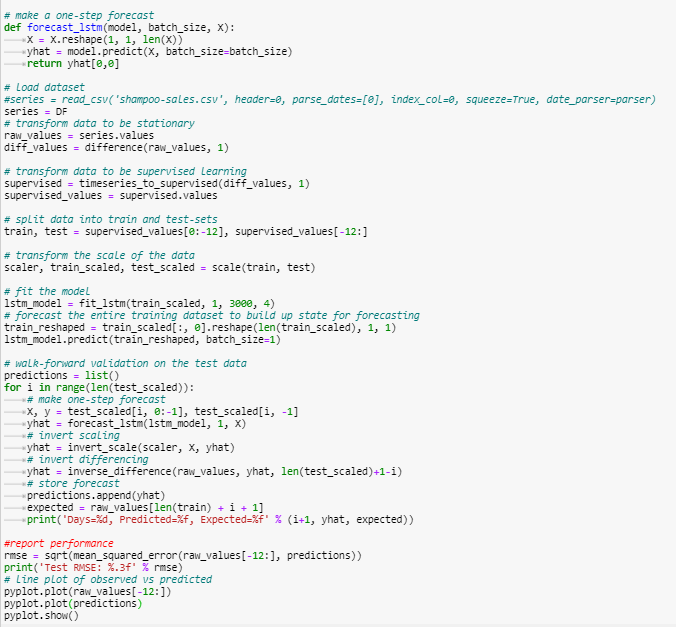 # make a one-step forecast
def forecast_lstm(model, batch_size, X):
X = X.reshape(1, 1, len(X))
yhat = model.predict(X, batch_size=batch_size)
return yhat[0,0]
# load dataset
#series = read_csv('shampoo-sales.csv', header=0, parse_dates=[0], index_col=0, squeeze=True, date_parser=parser)
series = DF
# transform data to be stationary
raw_values = series.values
diff_values = difference(raw_values, 1)
# transform data to be supervised learning
supervised = timeseries_to_supervised(diff_values, 1)
supervised_values = supervised.values
# split data into train and test-sets
train, test = supervised_values[0:-12], supervised_values[-12:]
# transform the scale of the data
scaler, train_scaled, test_scaled = scale(train, test)
# fit the model
lstm_model = fit_lstm(train_scaled, 1, 3000, 4)
# forecast the entire training dataset to build up state for forecasting
train_reshaped = train_scaled[:, 0].reshape(len(train_scaled), 1, 1)
lstm_model.predict(train_reshaped, batch_size=1)
# walk-forward validation on the test data
predictions = list()
for i in range(len(test_scaled)):
# make one-step forecast
X, y = test_scaled[i, 0:-1], test_scaled[i, -1]
yhat = forecast_lstm(lstm_model, 1, X)
# invert scaling
yhat = invert_scale(scaler, X, yhat)
# invert differencing
yhat = inverse_difference(raw_values, yhat, len(test_scaled)+1-i)
# store forecast
predictions.append(yhat)
expected = raw_values[len(train) + i + 1]
print('Days=%d, Predicted=%f, Expected=%f' % (i+1, yhat, expected))
#report performance
rmse = sqrt(mean_squared_error(raw_values[-12:], predictions))
print('Test RMSE: %.3f' % rmse)
# line plot of observed vs predicted
pyplot.plot(raw_values[-12:])
pyplot.plot(predictions)
pyplot.show()